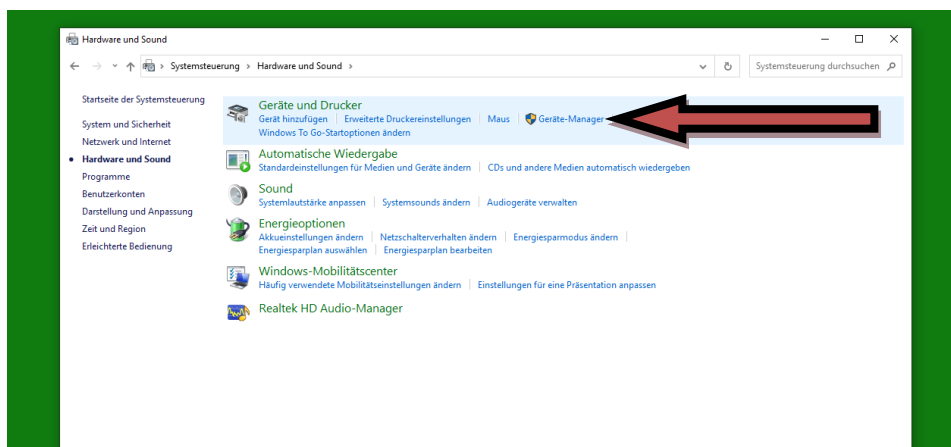 Hardware und Sound
Systemsteuerung > Hardware und Sound >
Systemsteuerung durchsuchen
Startseite der Systemsteuerung
System und Sicherheit
Netzwerk und Internet
Hardware und Sound
Programme
Benutzerkonten
Darstellung und Anpassung
Zeit und Region
Erleichterte Bedienung
Geräte und Drucker
Gerät hinzufügen | Erweiterte Druckereinstellungen | Maus | Geräte-Manager
Windows To Go-Startoptionen ändern
Automatische Wiedergabe
Standardeinstellungen für Medien und Geräte ändern | CDs und andere Medien automatisch wiedergeben
Sound
Systemlautstärke anpassen | Systemsounds ändern | Audiogeräte verwalten
Energieoptionen
Akkueinstellungen ändern | Netzschalterverhalten ändern | Energiesparmodus ändern |
Energiesparplan auswählen | Energiesparplan bearbeiten
Windows-Mobilitätscenter
Häufig verwendete Mobilitätseinstellungen ändern | Einstellungen für eine Präsentation anpassen
Realtek HD Audio-Manager